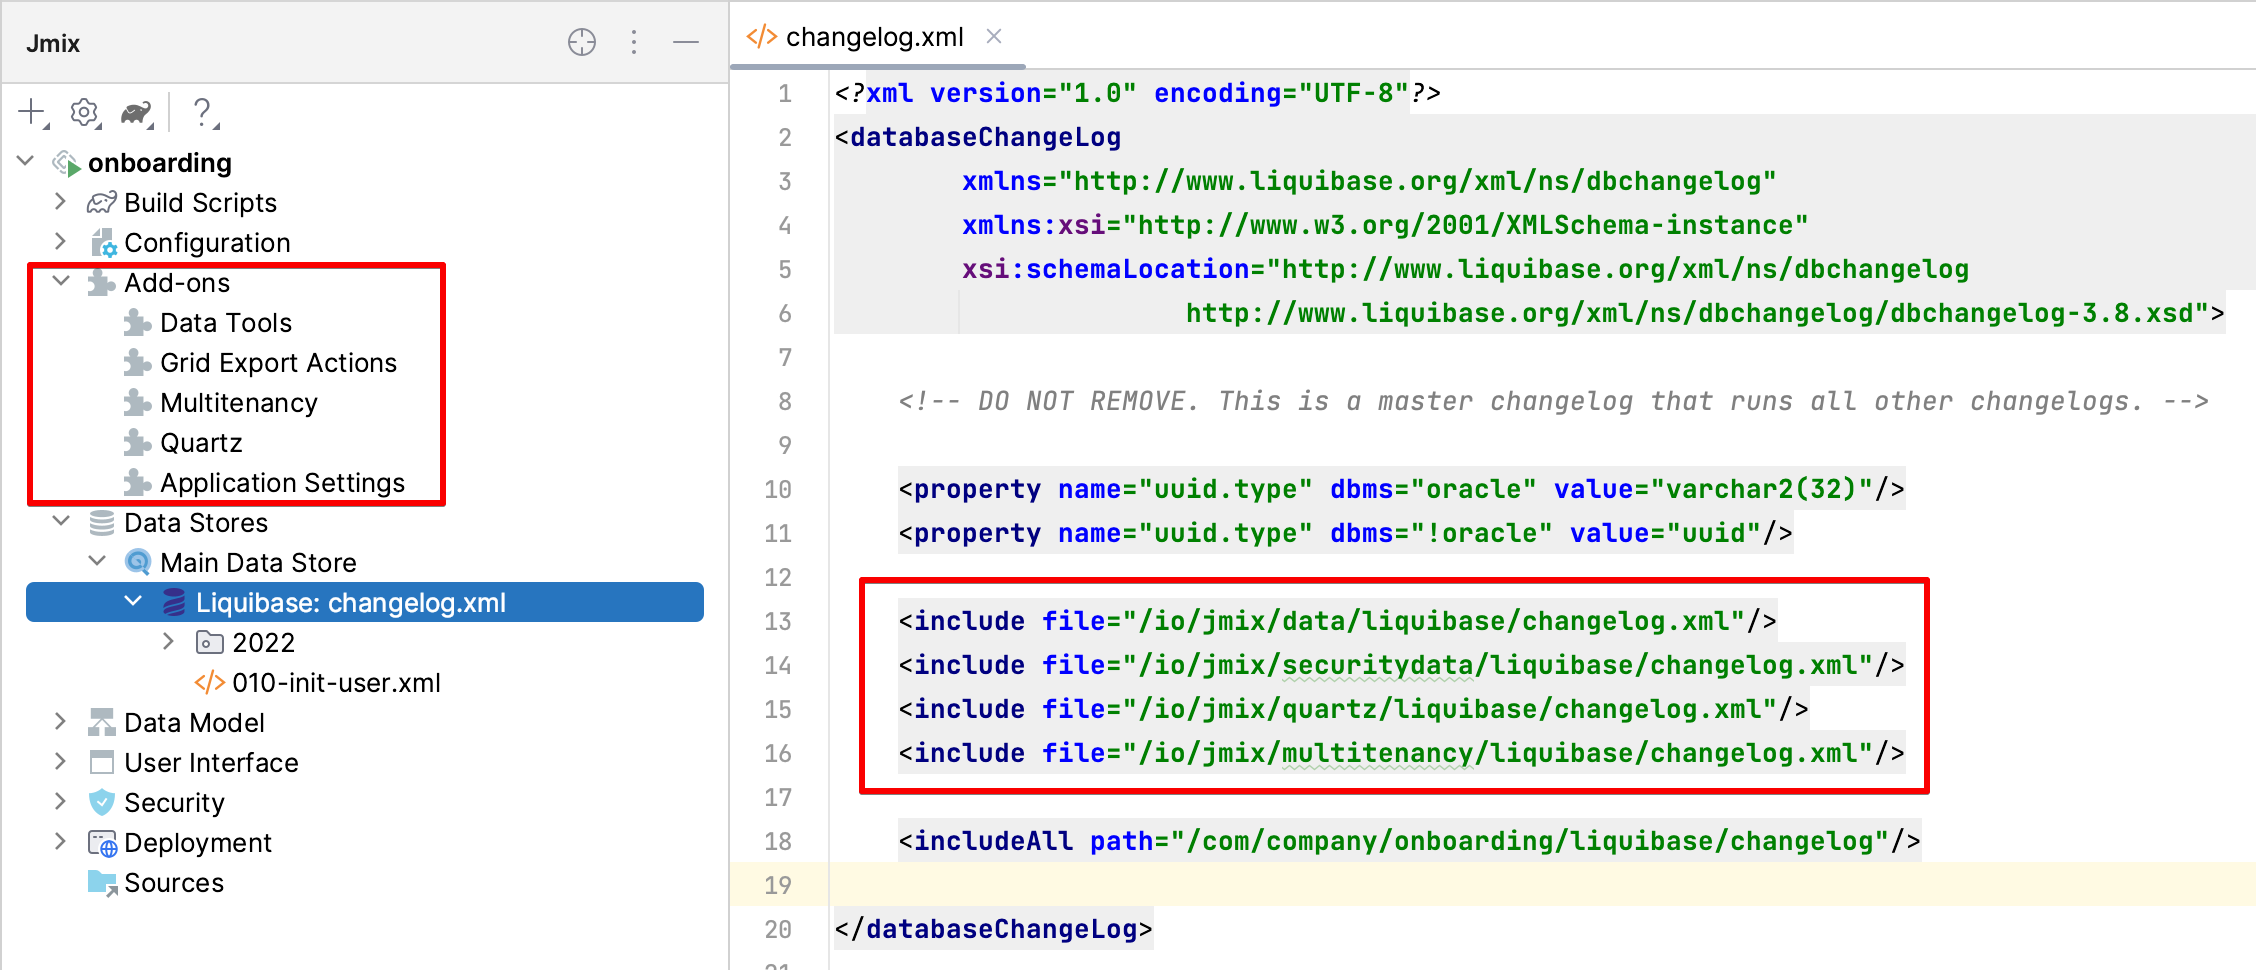 Jmix
onboarding
Build Scripts
Configuration
Add-ons
Data Tools
Grid Export Actions
Multitenancy
Quartz
Application Settings
Data Stores
Main Data Store
Liquibase: changelog.xml
2022
</> 010-init-user.xml
Data Model
User Interface
Security
Deployment
Sources
</> changelog.xml
1 <?xml version="1.0" encoding="UTF-8"?>
2 <databaseChangeLog
3 xmlns="http://www.liquibase.org/xml/ns/dbchangelog"
4 xmlns:xsi="http://www.w3.org/2001/XMLSchema-instance"
5 xsi:schemaLocation="http://www.liquibase.org/xml/ns/dbchangelog
6 http://www.liquibase.org/xml/ns/dbchangelog/dbchangelog-3.8.xsd">
7
8 <!-- DO NOT REMOVE. This is a master changelog that runs all other changelogs. -->
9
10 <property name="uuid.type" dbms="oracle" value="varchar2(32)"/>
11 <property name="uuid.type" dbms="!oracle" value="uuid"/>
12
13 <include file="/io/jmix/data/liquibase/changelog.xml"/>
14 <include file="/io/jmix/securitydata/liquibase/changelog.xml"/>
15 <include file="/io/jmix/quartz/liquibase/changelog.xml"/>
16 <include file="/io/jmix/multitenancy/liquibase/changelog.xml"/>
17
18 <includeAll path="/com/company/onboarding/liquibase/changelog"/>
19
20 </databaseChangeLog>
21